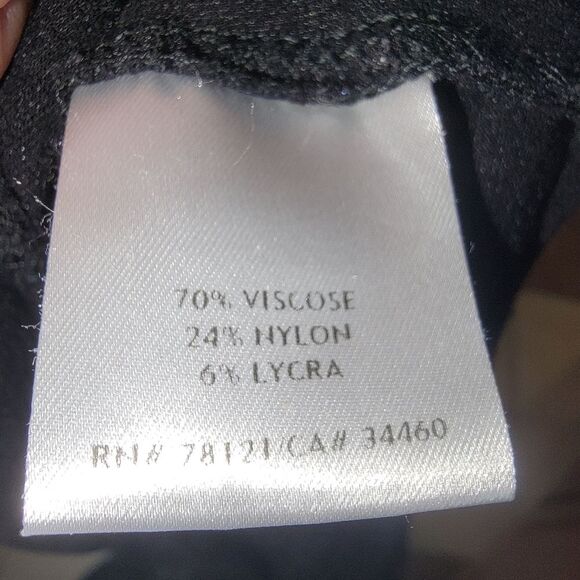 70% VISCOSE
24% NYLON
6% LYCRA
RN# 78121/CA# 34460